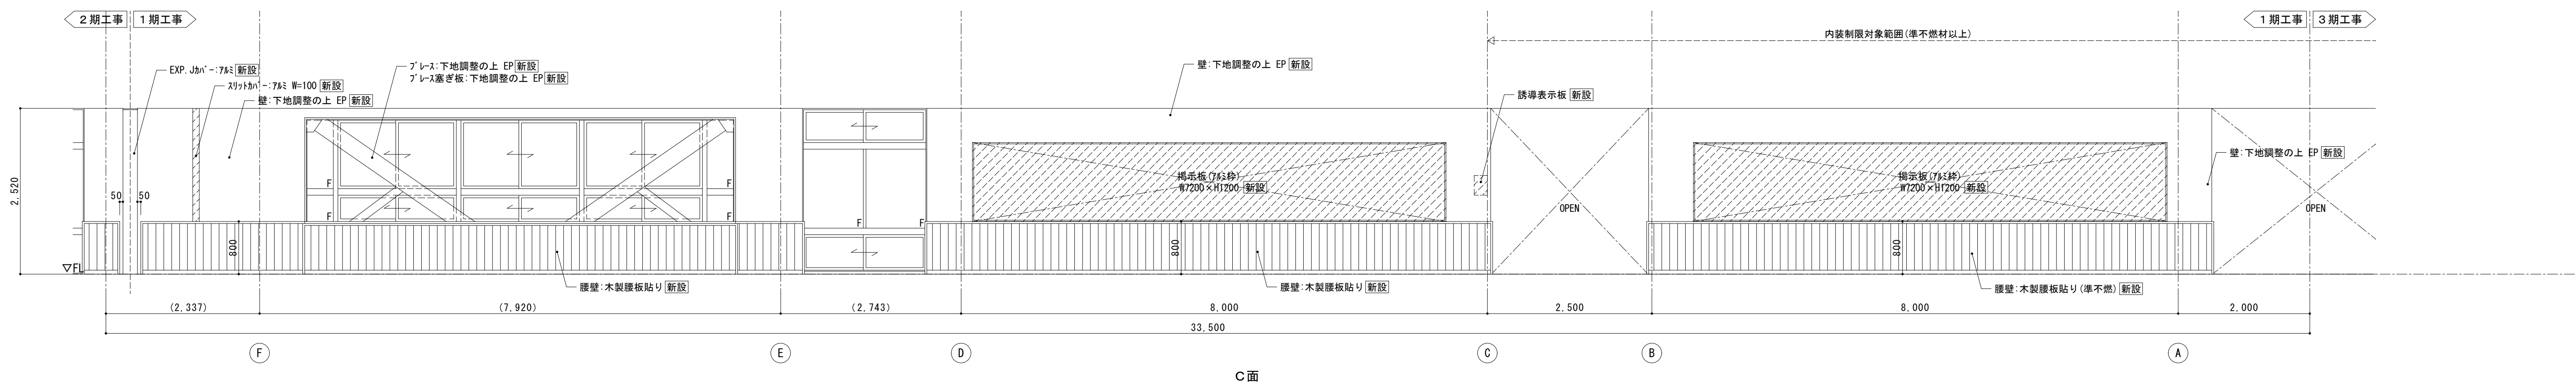 ２期工事
１期工事
１期工事
３期工事
内装制限対象範囲(準不燃材以上)
EXP.Jｶﾊﾞｰ:ｱﾙﾐ 新設
ｽﾘｯﾄｶﾊﾞｰ:ｱﾙﾐ W=100 新設
壁:下地調整の上 EP 新設
ﾌﾞﾚｰｽ:下地調整の上 EP 新設
ﾌﾞﾚｰｽ塞ぎ板:下地調整の上 EP 新設
壁:下地調整の上 EP 新設
誘導表示板 新設
壁:下地調整の上 EP 新設
2,520
50
50
F
F
F
F
F
F
掲示板(ｱﾙﾐ枠)
W7200×H1200 新設
掲示板(ｱﾙﾐ枠)
W7200×H1200 新設
OPEN
OPEN
800
800
800
▽FL
腰壁:木製腰板貼り 新設
腰壁:木製腰板貼り 新設
腰壁:木製腰板貼り(準不燃) 新設
(2,337)
(7,920)
(2,743)
8,000
2,500
8,000
2,000
33,500
F
E
D
C
B
A
Ｃ面